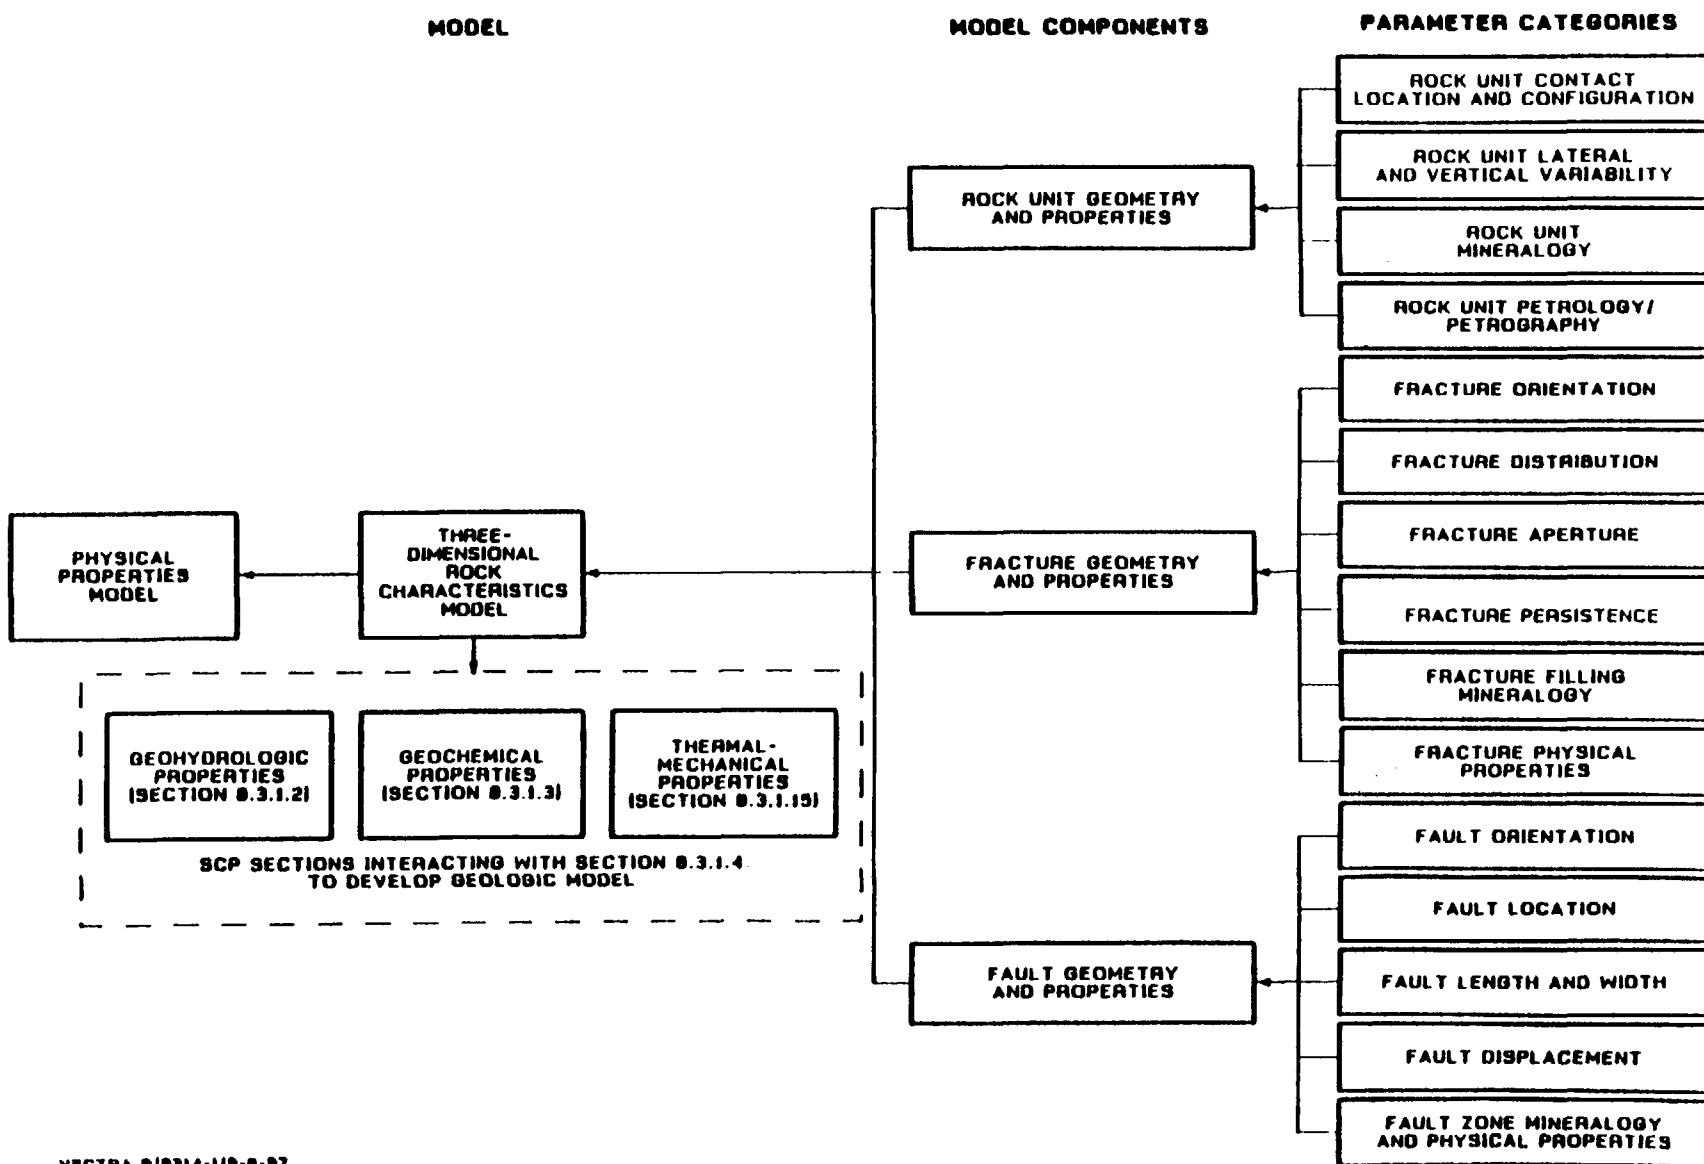 MODEL
MODEL COMPONENTS
PARAMETER CATEGORIES
ROCK UNIT CONTACT
LOCATION AND CONFIGURATION
ROCK UNIT LATERAL
AND VERTICAL VARIABILITY
ROCK UNIT GEOMETRY
AND PROPERTIES
ROCK UNIT
MINERALOGY
ROCK UNIT PETROLOGY/
PETROGRAPHY
FRACTURE ORIENTATION
FRACTURE DISTRIBUTION
FRACTURE APERTURE
PHYSICAL
PROPERTIES
MODEL
THREE-
DIMENSIONAL
ROCK
CHARACTERISTICS
MODEL
FRACTURE GEOMETRY
AND PROPERTIES
FRACTURE PERSISTENCE
FRACTURE FILLING
MINERALOGY
FRACTURE PHYSICAL
PROPERTIES
GEOHYDROLOGIC
PROPERTIES
(SECTION 8.3.1.2)
GEOCHEMICAL
PROPERTIES
(SECTION 8.3.1.3)
THERMAL-
MECHANICAL
PROPERTIES
(SECTION 8.3.1.15)
SCP SECTIONS INTERACTING WITH SECTION 8.3.1.4
TO DEVELOP GEOLOGIC MODEL
FAULT ORIENTATION
FAULT LOCATION
FAULT GEOMETRY
AND PROPERTIES
FAULT LENGTH AND WIDTH
FAULT DISPLACEMENT
FAULT ZONE MINERALOGY
AND PHYSICAL PROPERTIES